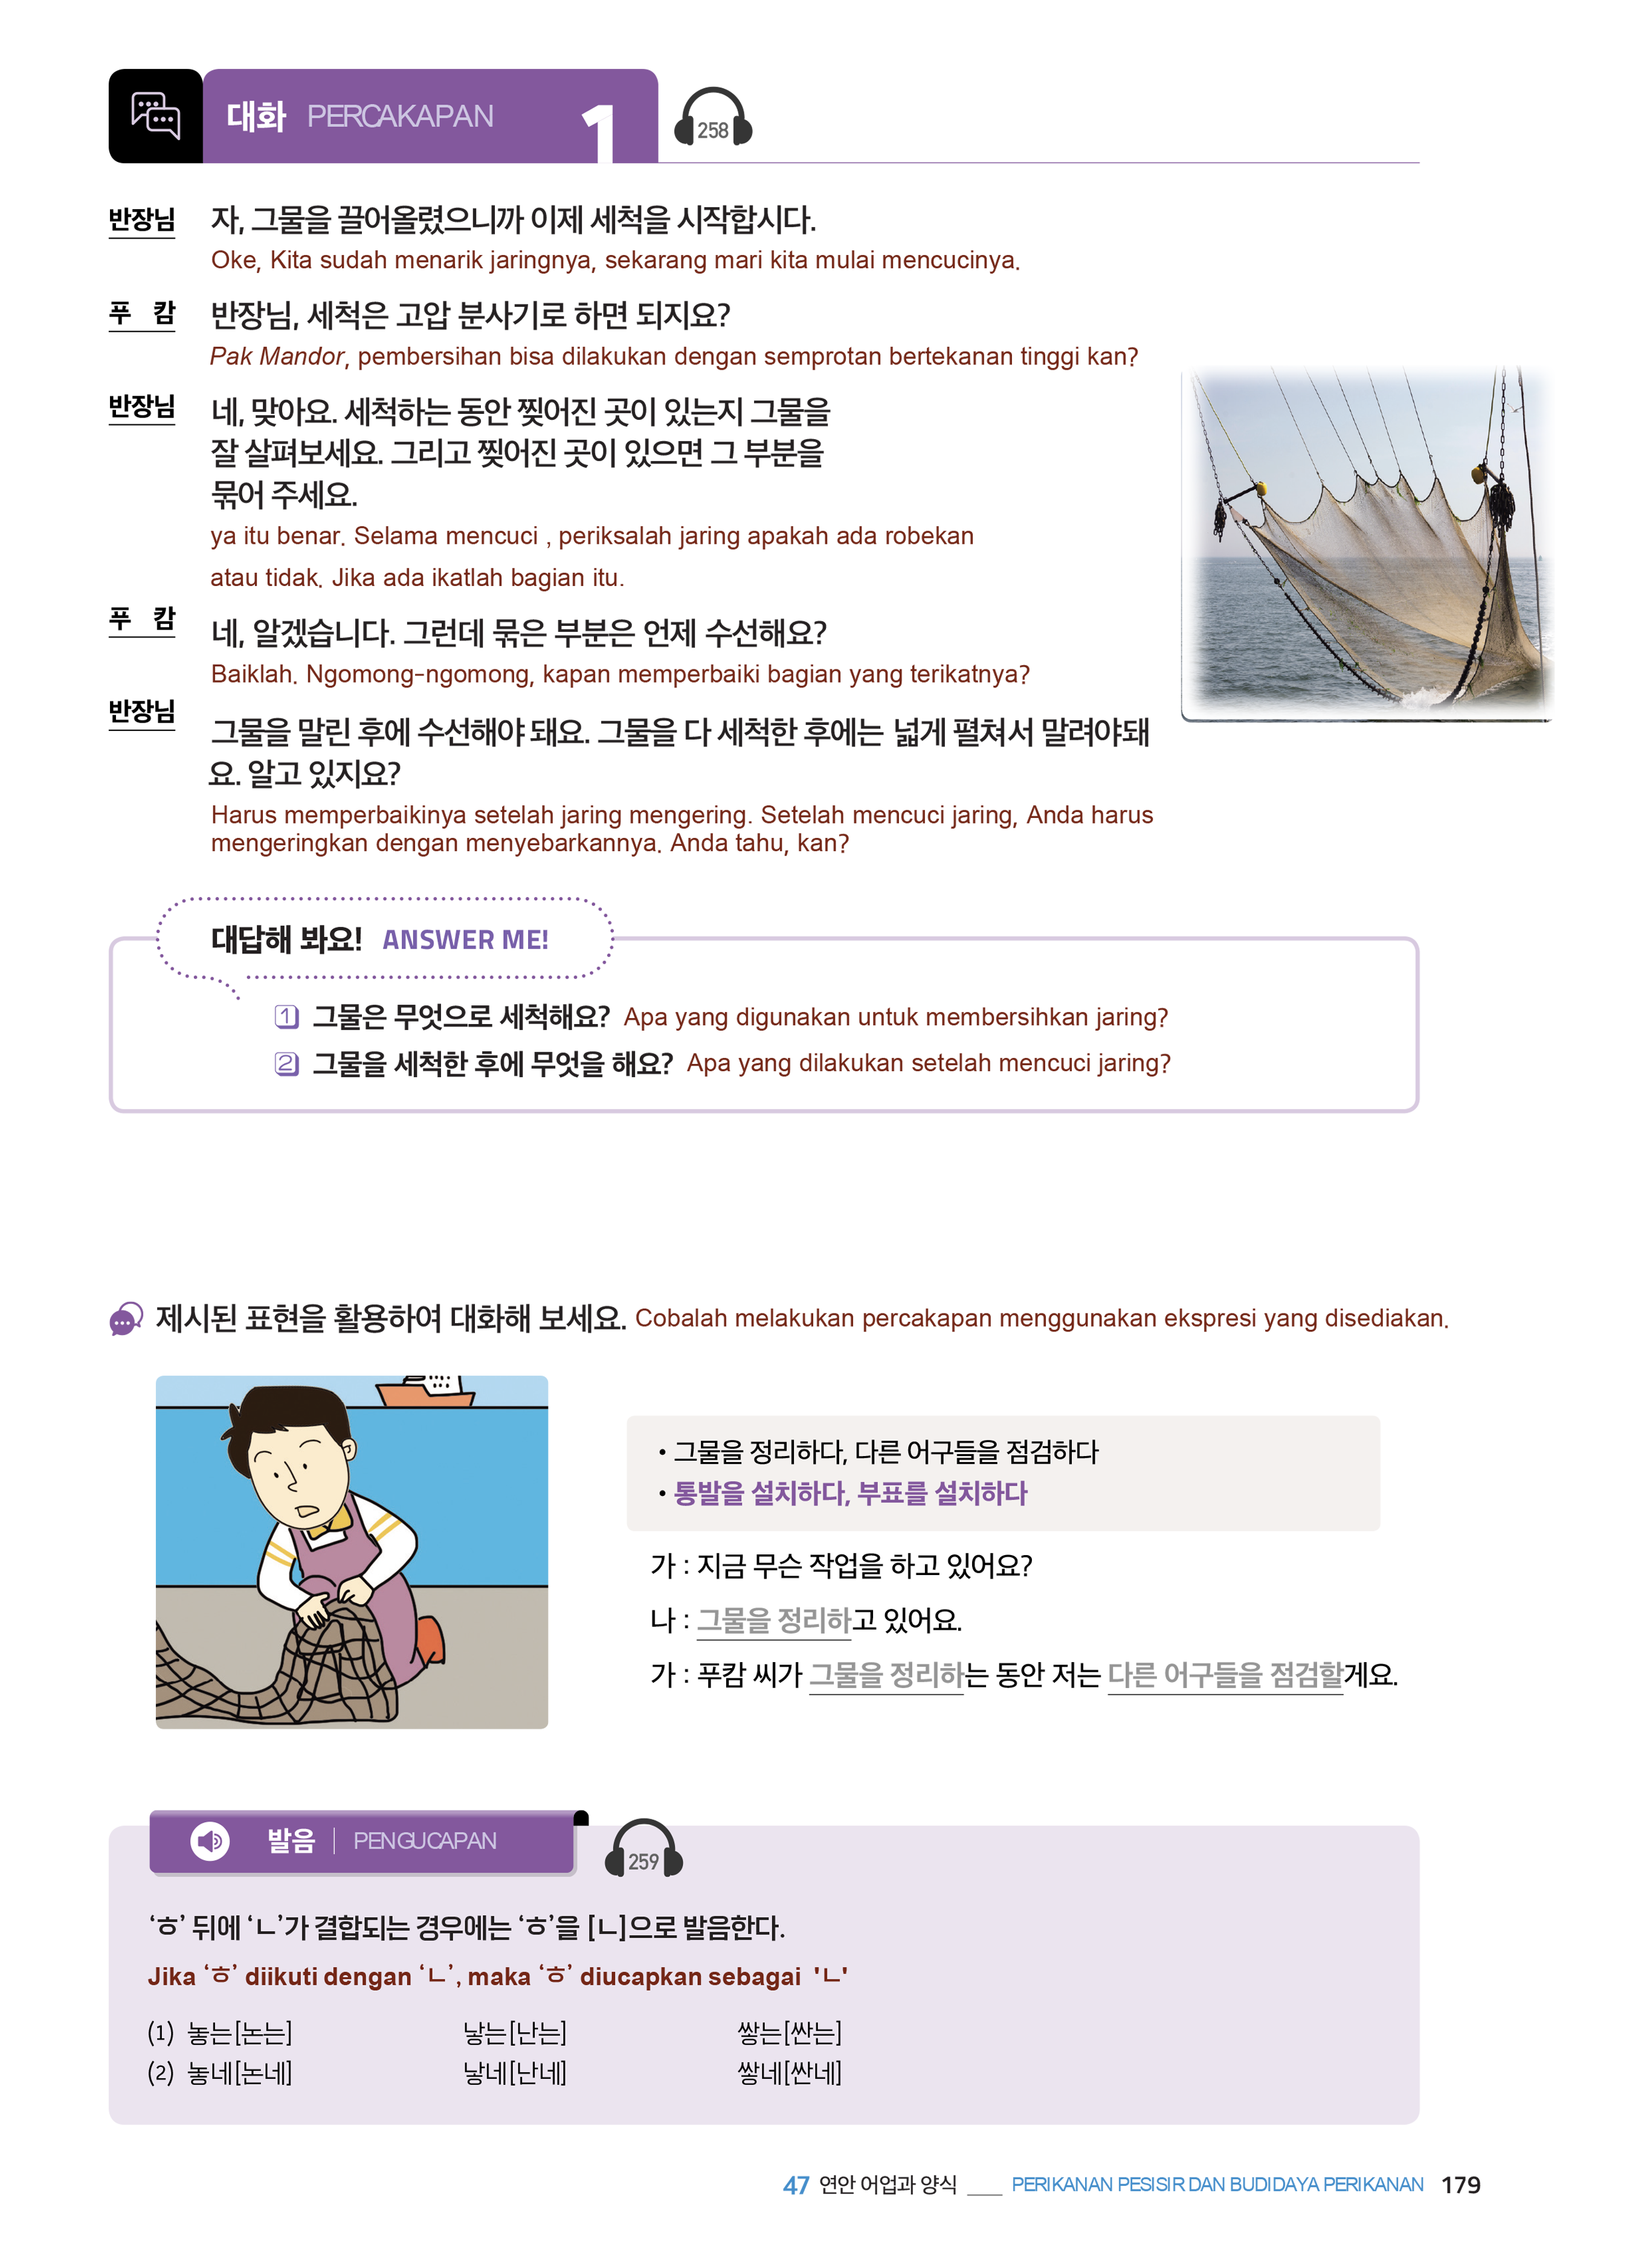 대화 PERCAKAPAN 1
258
반장님 자, 그물을 끌어올렸으니까 이제 세척을 시작합시다.
Oke, Kita sudah menarik jaringnya, sekarang mari kita mulai mencucinya.
푸 캄 반장님, 세척은 고압 분사기로 하면 되지요?
Pak Mandor, pembersihan bisa dilakukan dengan semprotan bertekanan tinggi kan?
반장님 네, 맞아요. 세척하는 동안 찢어진 곳이 있는지 그물을
잘 살펴보세요. 그리고 찢어진 곳이 있으면 그 부분을
묶어 주세요.
ya itu benar. Selama mencuci , periksalah jaring apakah ada robekan
atau tidak. Jika ada ikatlah bagian itu.
푸 캄 네, 알겠습니다. 그런데 묶은 부분은 언제 수선해요?
Baiklah. Ngomong-ngomong, kapan memperbaiki bagian yang terikatnya?
반장님 그물을 말린 후에 수선해야 돼요. 그물을 다 세척한 후에는 넓게 펼쳐서 말려야돼
요. 알고 있지요?
Harus memperbaikinya setelah jaring mengering. Setelah mencuci jaring, Anda harus
mengeringkan dengan menyebarkannya. Anda tahu, kan?
대답해 봐요! ANSWER ME!
1 그물은 무엇으로 세척해요? Apa yang digunakan untuk membersihkan jaring?
2 그물을 세척한 후에 무엇을 해요? Apa yang dilakukan setelah mencuci jaring?
제시된 표현을 활용하여 대화해 보세요. Cobalah melakukan percakapan menggunakan ekspresi yang disediakan.
• 그물을 정리하다, 다른 어구들을 점검하다
• 통발을 설치하다, 부표를 설치하다
가 : 지금 무슨 작업을 하고 있어요?
나 : 그물을 정리하고 있어요.
가 : 푸캄 씨가 그물을 정리하는 동안 저는 다른 어구들을 점검할게요.
발음 | PENGUCAPAN
259
‘ㅎ’ 뒤에 ‘ㄴ’가 결합되는 경우에는 ‘ㅎ’을 [ㄴ]으로 발음한다.
Jika ‘ㅎ’ diikuti dengan ‘ㄴ’, maka ‘ㅎ’ diucapkan sebagai 'ㄴ'
(1) 놓는[논는] 낳는[난는] 쌓는[싼는]
(2) 놓네[논네] 낳네[난네] 쌓네[싼네]
47 연안 어업과 양식 ___ PERIKANAN PESISIR DAN BUDIDAYA PERIKANAN 179